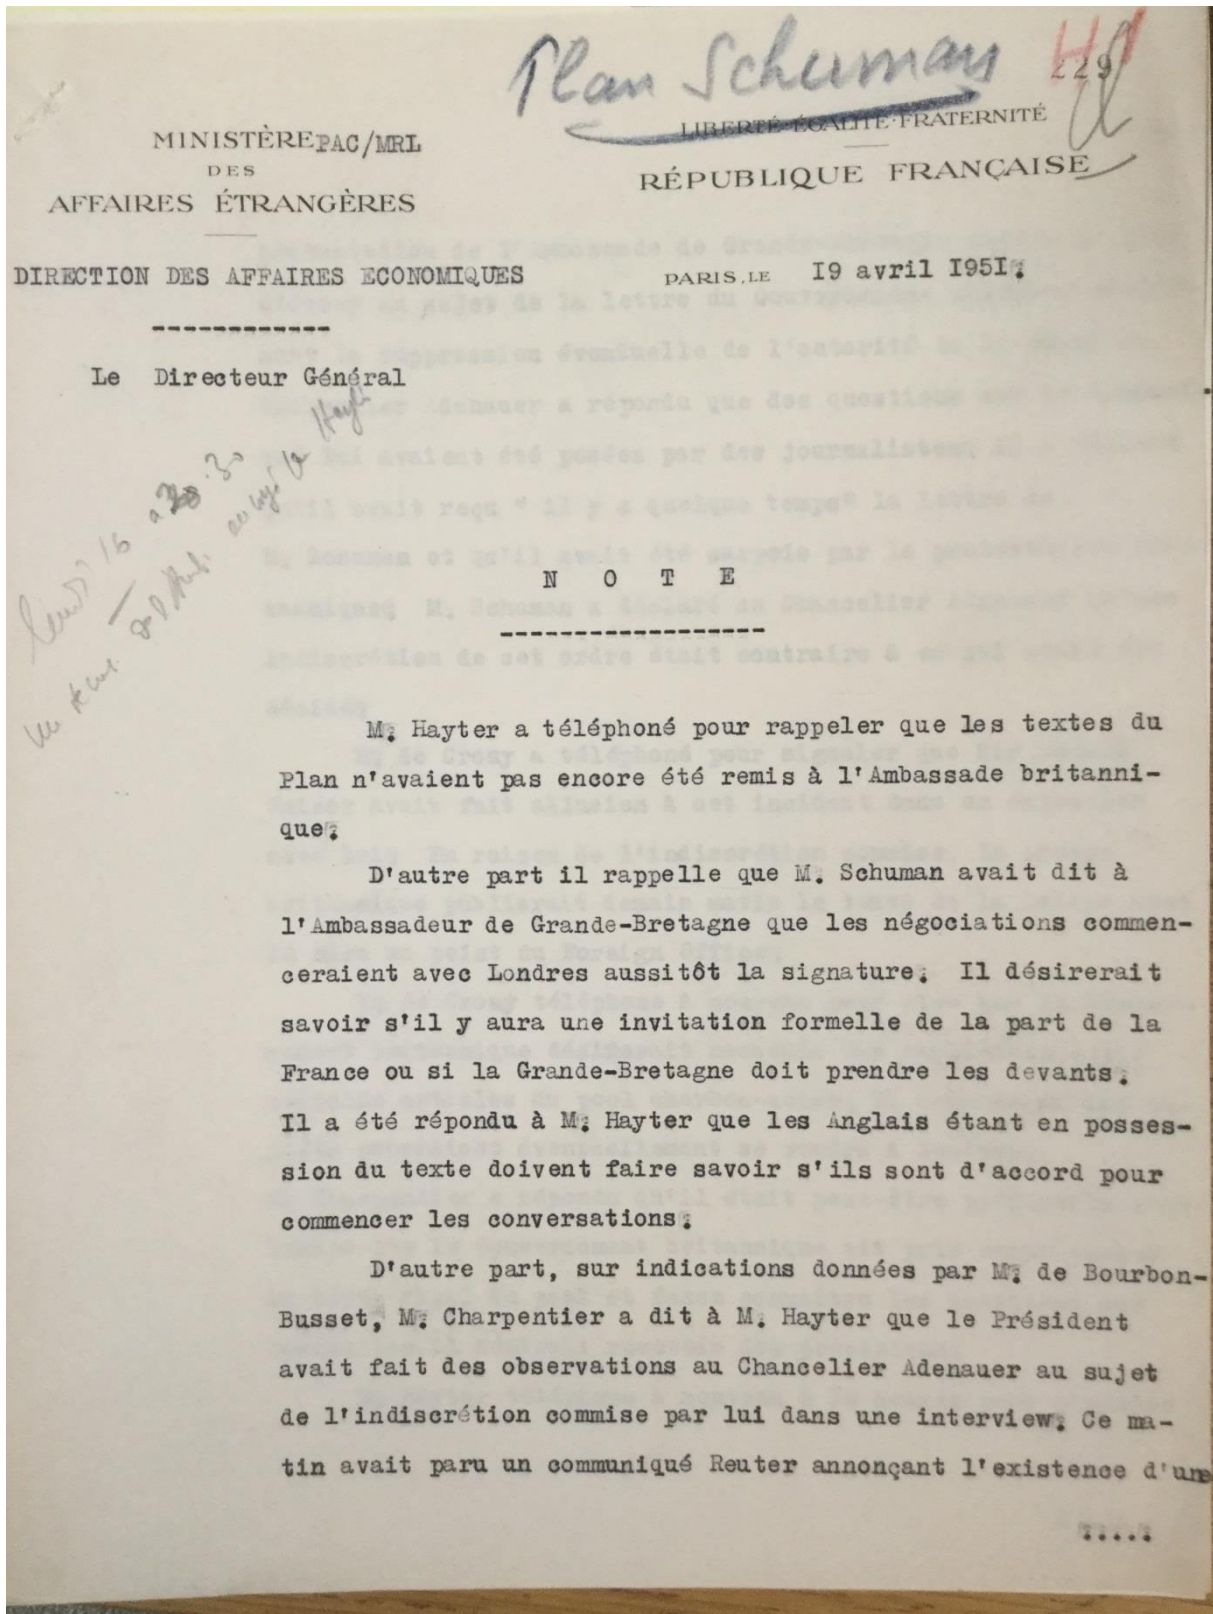 Plan Schuman
229
LIBERTÉ·ÉGALITÉ·FRATERNITÉ
RÉPUBLIQUE FRANÇAISE
MINISTÈRE PAC/MRL
DES
AFFAIRES ÉTRANGÈRES
DIRECTION DES AFFAIRES ECONOMIQUES
PARIS, LE I9 avril I95I.
Le Directeur Général
N O T E
M. Hayter a téléphoné pour rappeler que les textes du
Plan n'avaient pas encore été remis à l'Ambassade britanni-
que.
D'autre part il rappelle que M. Schuman avait dit à
l'Ambassadeur de Grande-Bretagne que les négociations commen-
ceraient avec Londres aussitôt la signature. Il désirerait
savoir s'il y aura une invitation formelle de la part de la
France ou si la Grande-Bretagne doit prendre les devants.
Il a été répondu à M. Hayter que les Anglais étant en posses-
sion du texte doivent faire savoir s'ils sont d'accord pour
commencer les conversations.
D'autre part, sur indications données par M. de Bourbon-
Busset, M. Charpentier a dit à M. Hayter que le Président
avait fait des observations au Chancelier Adenauer au sujet
de l'indiscrétion commise par lui dans une interview. Ce ma-
tin avait paru un communiqué Reuter annonçant l'existence d'une
.....